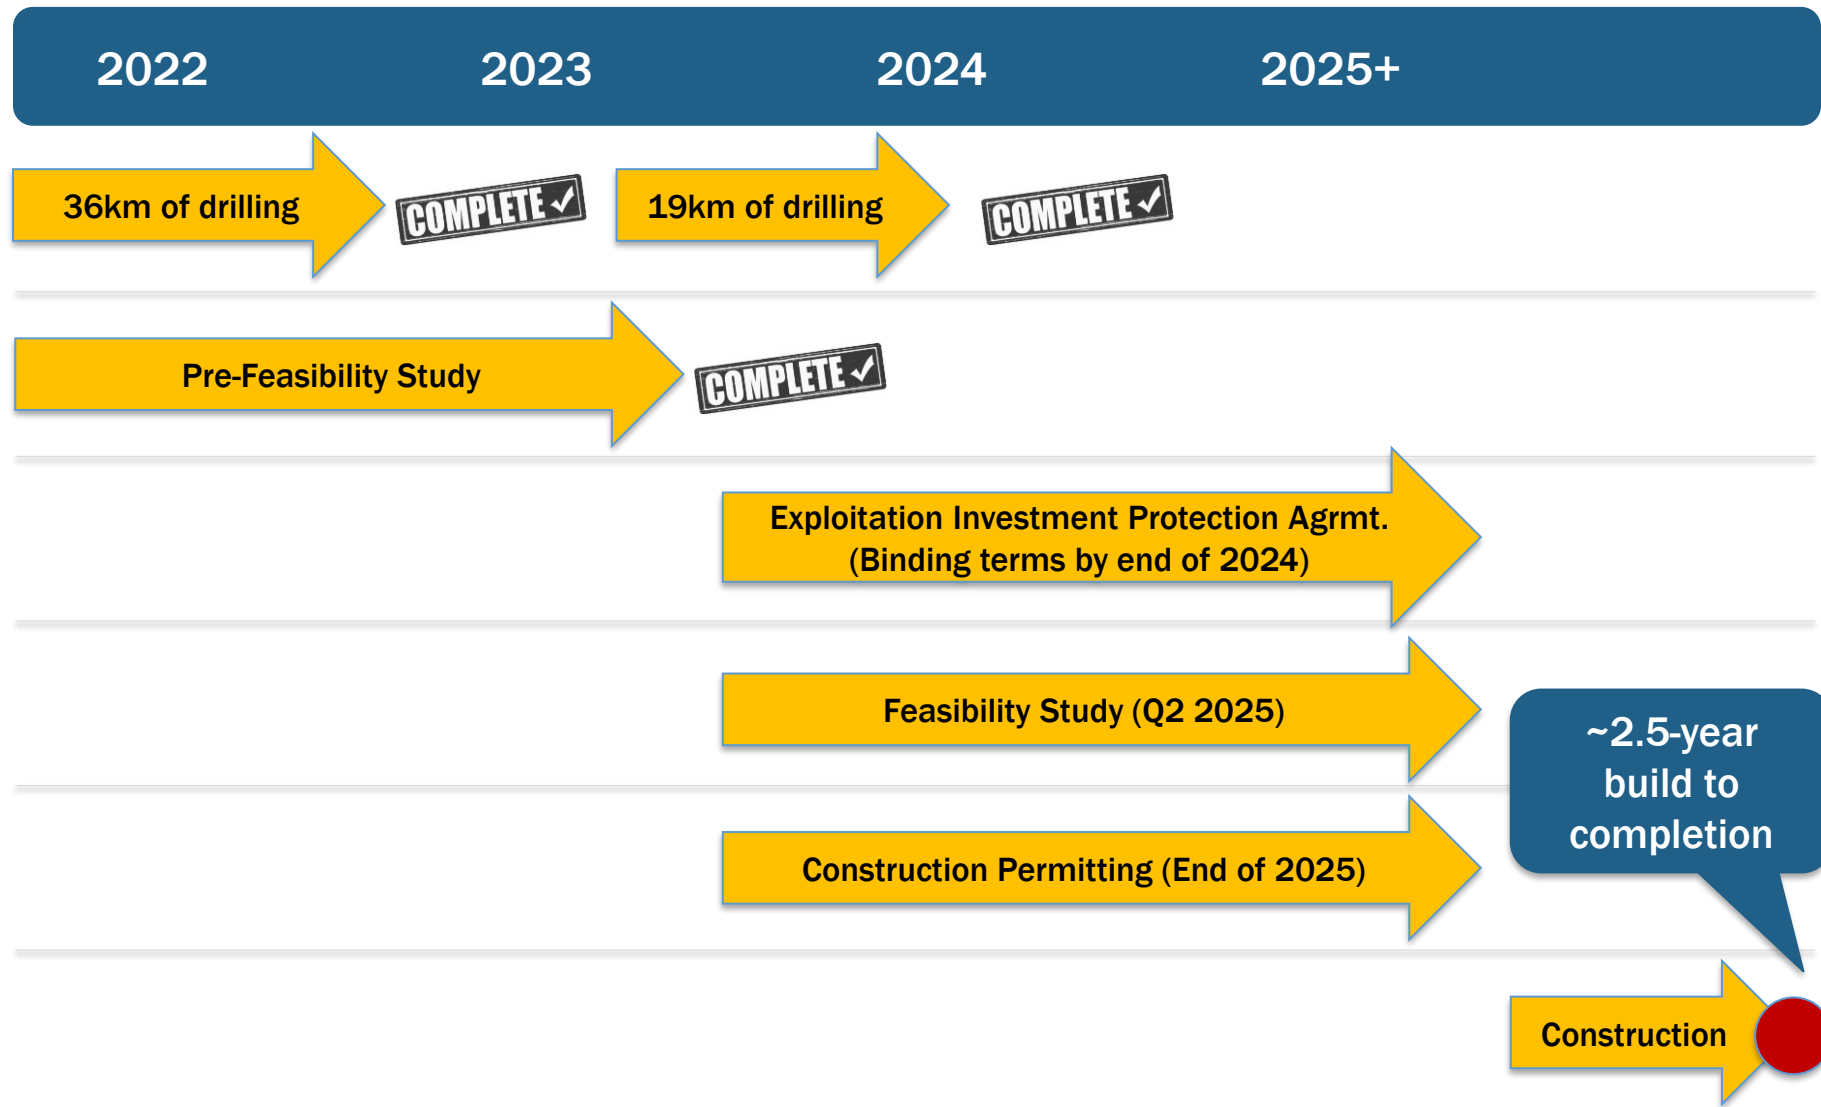 2022 2023 2024 2025+
36km of drilling
COMPLETE
19km of drilling
COMPLETE
Pre-Feasibility Study
COMPLETE
Exploitation Investment Protection Agrmt.
(Binding terms by end of 2024)
Feasibility Study (Q2 2025)
~2.5-year
build to
completion
Construction Permitting (End of 2025)
Construction